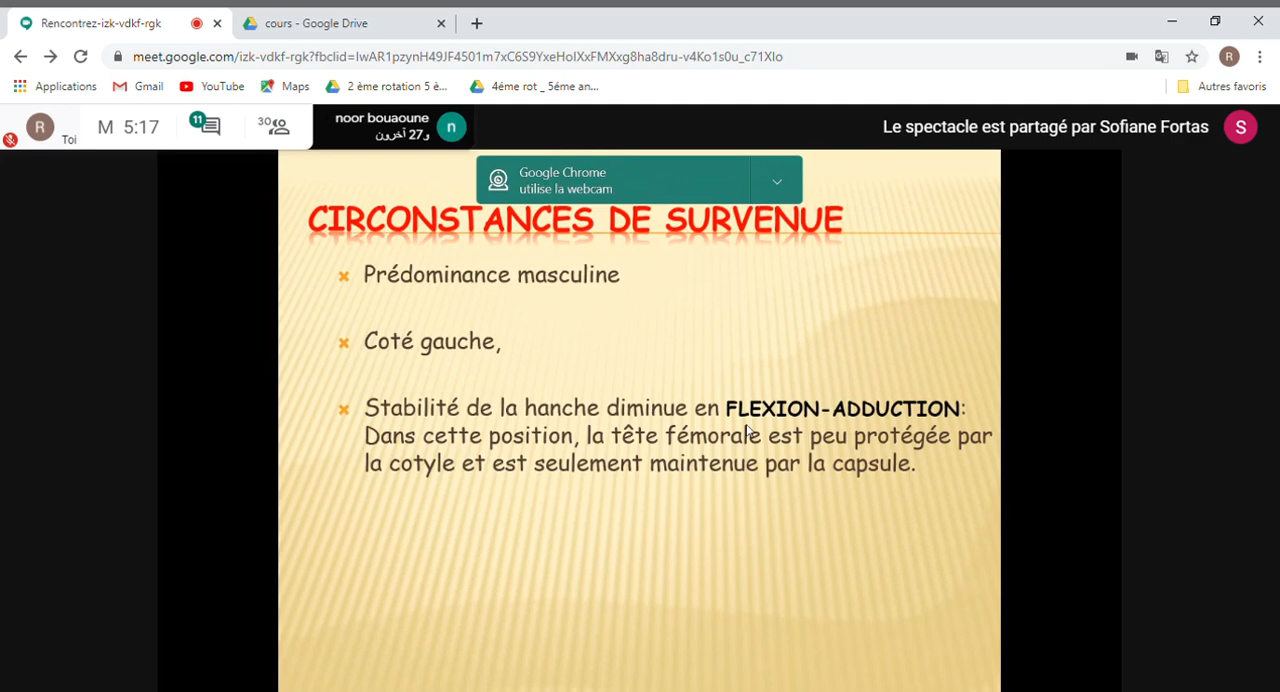 Rencontrez-izk-vdkf-rgk
cours - Google Drive
meet.google.com/izk-vdkf-rgk?fbclid=IwAR1pzynH49JF4501m7xC6S9YxeHoIXxFMXxg8ha8dru-v4Ko1s0u_c71XIo
Applications
Gmail
YouTube
Maps
2 ème rotation 5 è...
4éme rot _ 5éme an...
Autres favoris
R
Toi
M 5:17
11
30
noor bouaoune
و27 أخرون
n
Le spectacle est partagé par Sofiane Fortas
S
Google Chrome
utilise la webcam
CIRCONSTANCES DE SURVENUE
Prédominance masculine
Coté gauche,
Stabilité de la hanche diminue en FLEXION-ADDUCTION:
Dans cette position, la tête fémorale est peu protégée par
la cotyle et est seulement maintenue par la capsule.